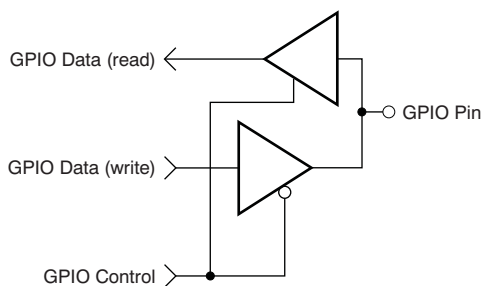 GPIO Data (read)
GPIO Pin
GPIO Data (write)
GPIO Control